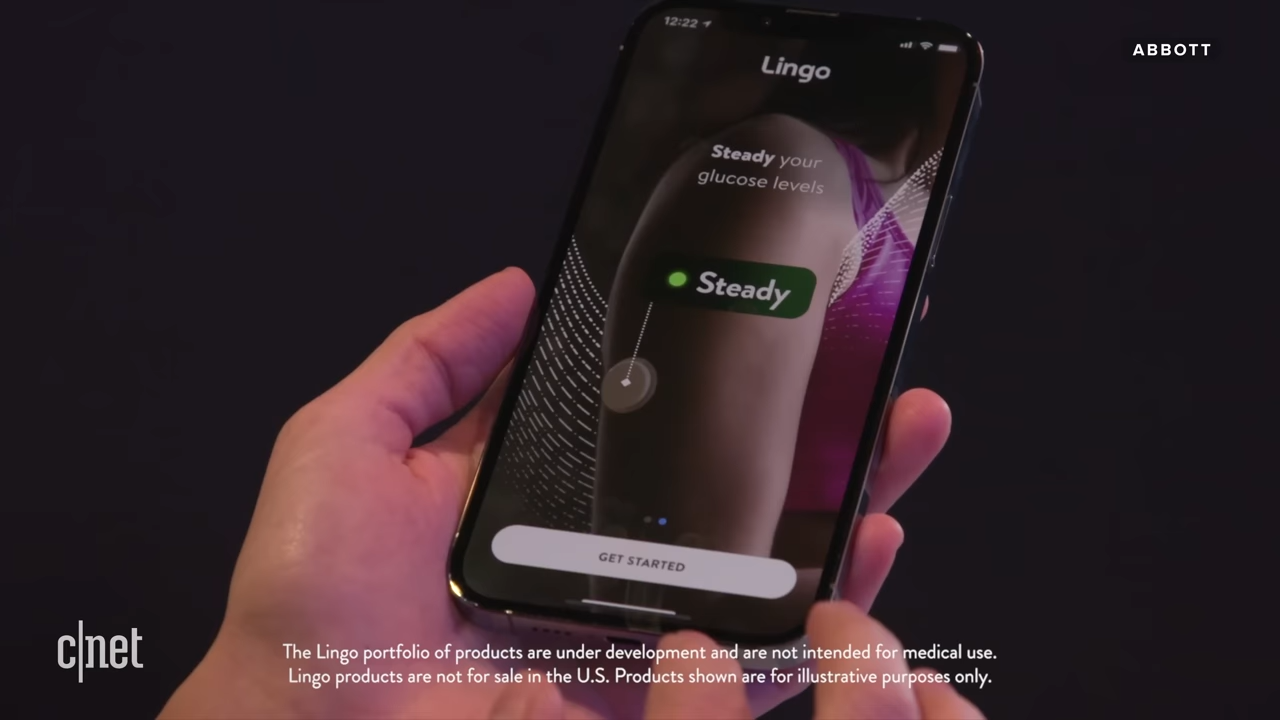 12:22
ABBOTT
Lingo
Steady your
glucose levels
Steady
GET STARTED
c|net
The Lingo portfolio of products are under development and are not intended for medical use.
Lingo products are not for sale in the U.S. Products shown are for illustrative purposes only.